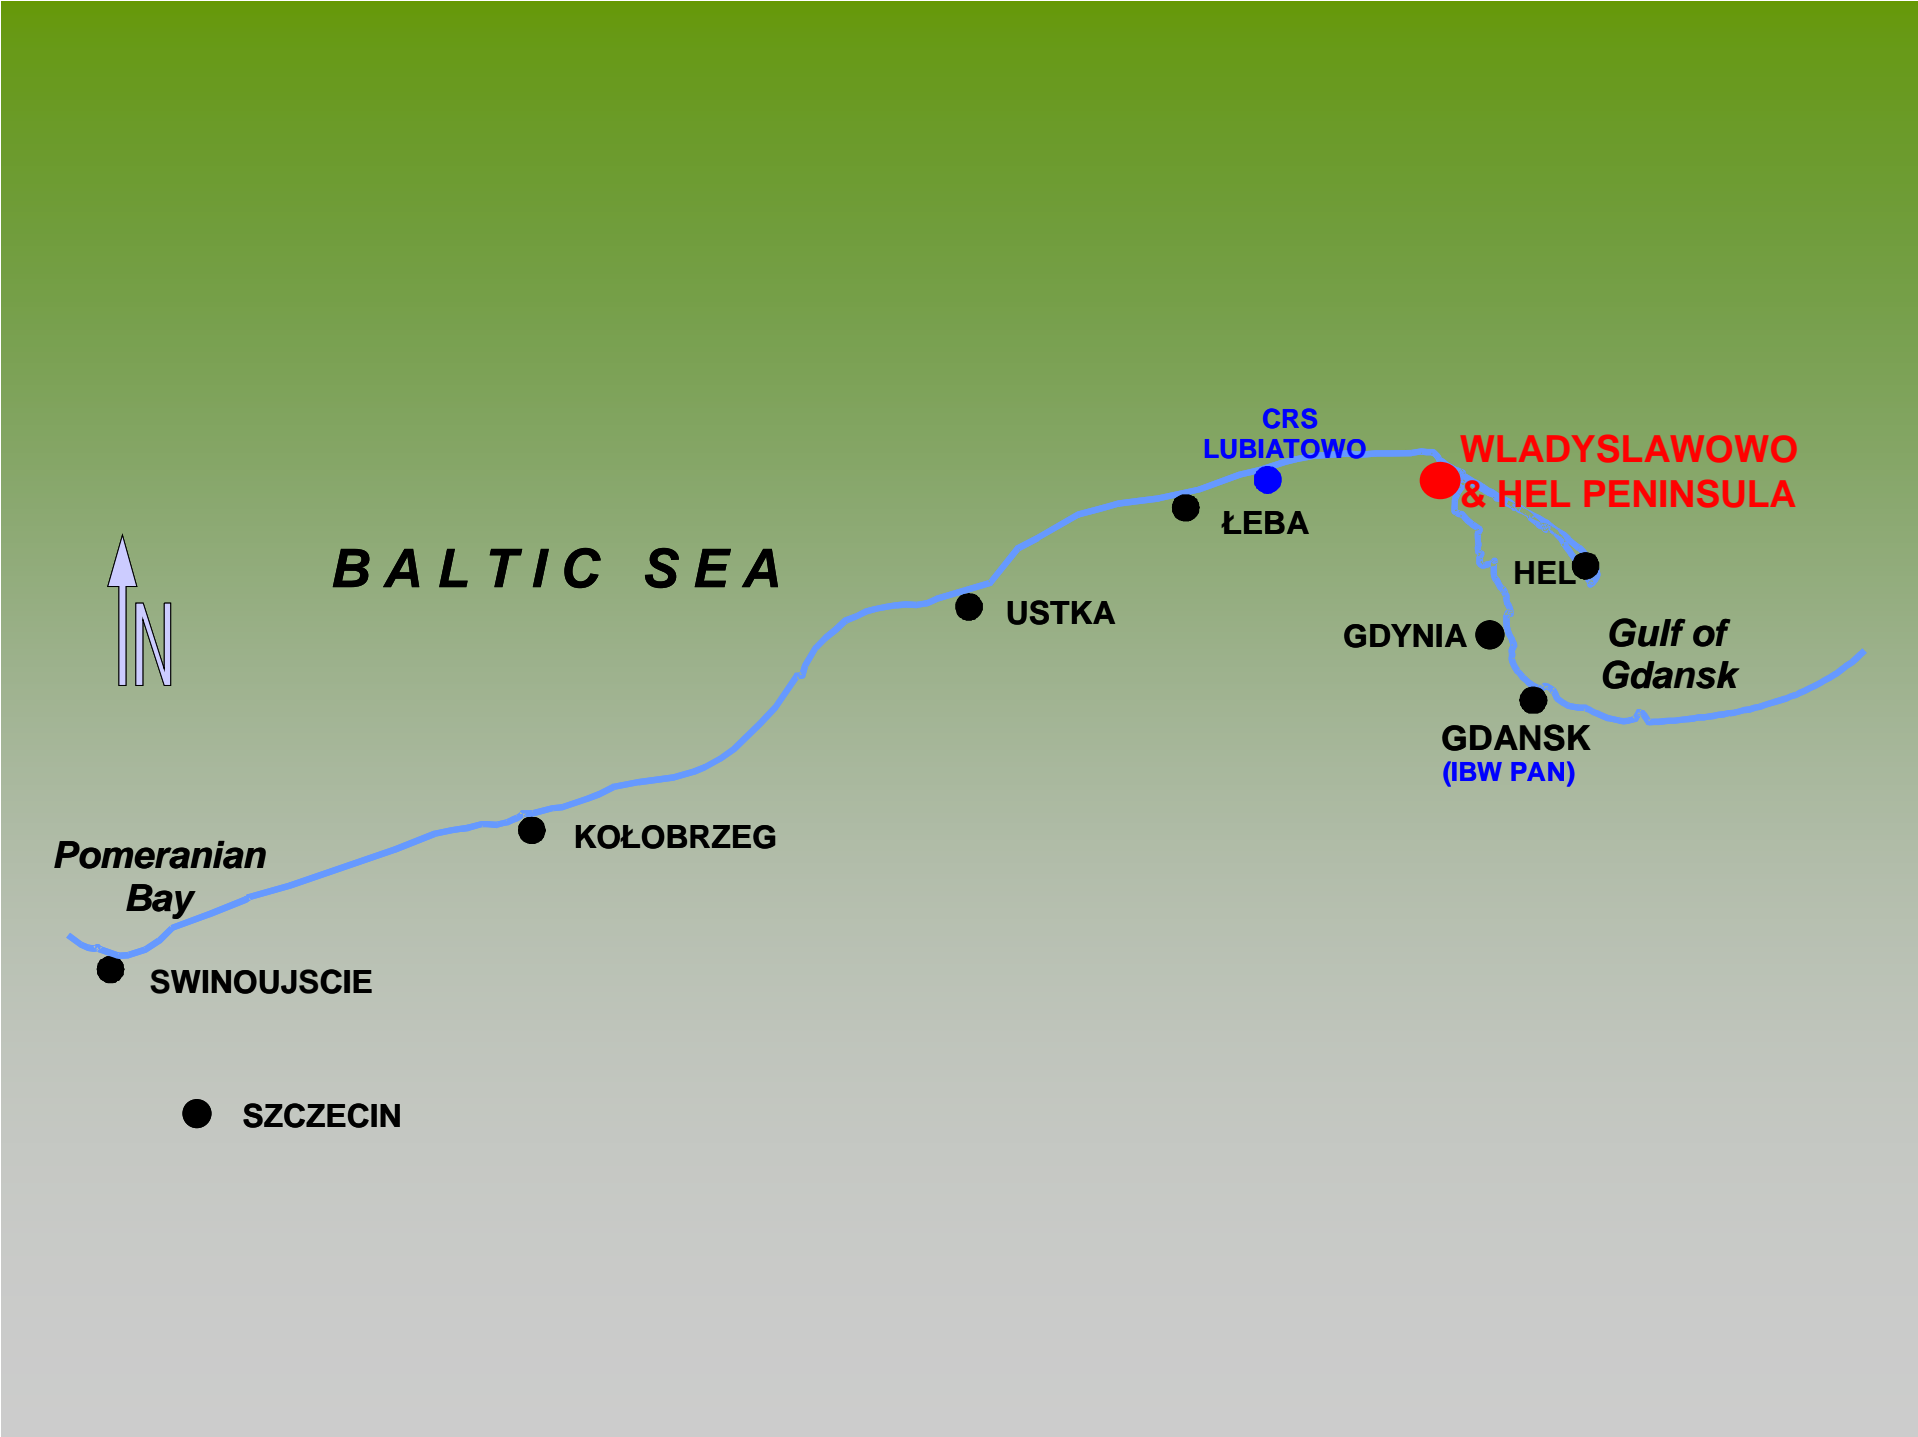 CRS
LUBIATOWO
WLADYSLAWOWO
& HEL PENINSULA
ŁEBA
BALTIC SEA
HEL
N
USTKA
GDYNIA
Gulf of
Gdansk
GDANSK
(IBW PAN)
KOŁOBRZEG
Pomeranian
Bay
SWINOUJSCIE
SZCZECIN